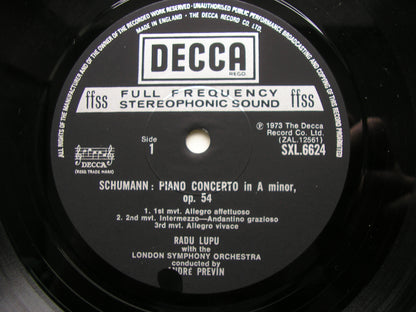 ALL RIGHTS OF THE MANUFACTURER AND OF THE OWNER OF THE RECORDED WORK RESERVED · UNAUTHORISED PUBLIC PERFORMANCE BROADCASTING AND COPYING OF THIS RECORD PROHIBITED
MADE IN ENGLAND · THE DECCA RECORD CO. LTD.
DECCA
REGD.
ffss FULL FREQUENCY STEREOPHONIC SOUND ffss
Side
1
℗ 1973 The Decca
Record Co. Ltd.
(ZAL.12561)
SXL.6624
DECCA
(REGD. TRADE MARK)
SCHUMANN: PIANO CONCERTO in A minor,
op. 54
1. 1st mvt. Allegro affettuoso
2. 2nd mvt. Intermezzo—Andantino grazioso
3rd mvt. Allegro vivace
RADU LUPU
with the
LONDON SYMPHONY ORCHESTRA
conducted by
ANDRÉ PREVIN